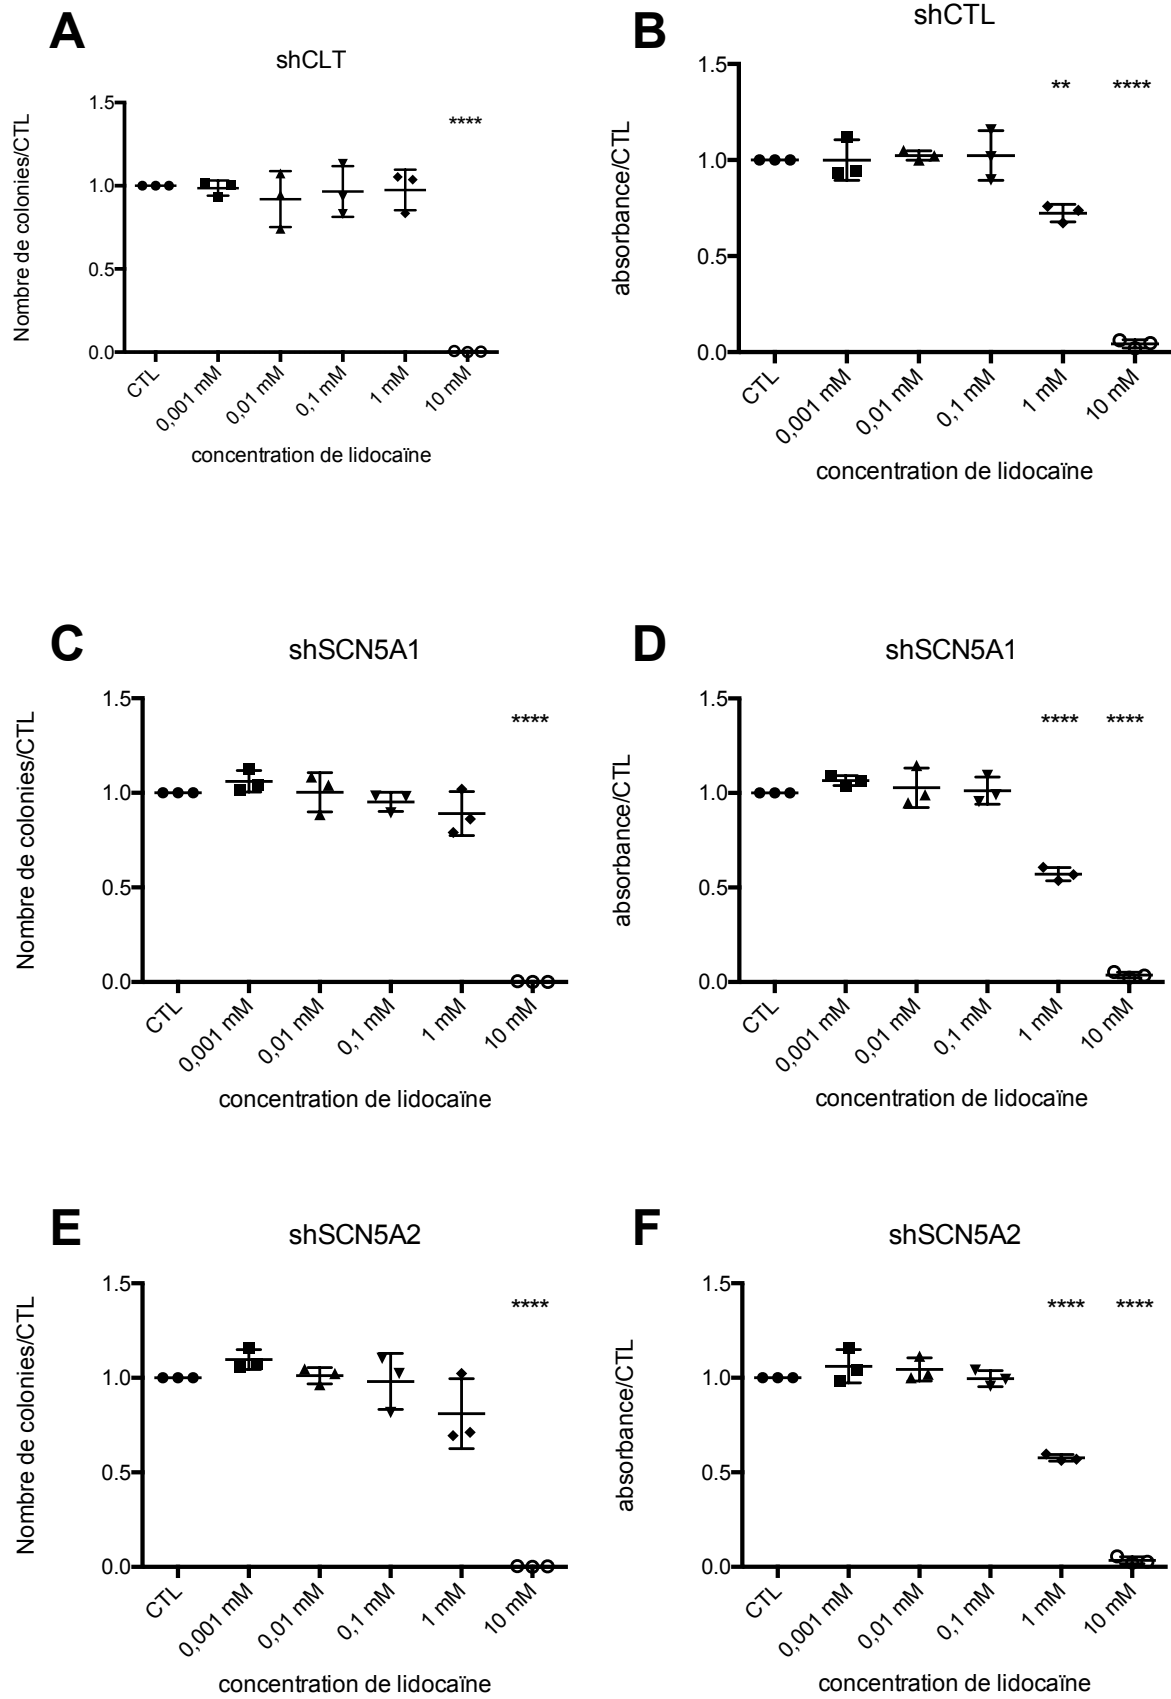 A
shCLT
Nombre de colonies/CTL
1.5
1.0
0.5
0.0
****
CTL
0,001 mM
0,01 mM
0,1 mM
1 mM
10 mM
concentration de lidocaïne
B
shCTL
absorbance/CTL
1.5
1.0
0.5
0.0
**
****
CTL
0,001 mM
0,01 mM
0,1 mM
1 mM
10 mM
concentration de lidocaïne
C
shSCN5A1
Nombre de colonies/CTL
1.5
1.0
0.5
0.0
****
CTL
0,001 mM
0,01 mM
0,1 mM
1 mM
10 mM
concentration de lidocaïne
D
shSCN5A1
absorbance/CTL
1.5
1.0
0.5
0.0
****
****
CTL
0,001 mM
0,01 mM
0,1 mM
1 mM
10 mM
concentration de lidocaïne
E
shSCN5A2
Nombre de colonies/CTL
1.5
1.0
0.5
0.0
****
CTL
0,001 mM
0,01 mM
0,1 mM
1 mM
10 mM
concentration de lidocaïne
F
shSCN5A2
absorbance/CTL
1.5
1.0
0.5
0.0
****
****
CTL
0,001 mM
0,01 mM
0,1 mM
1 mM
10 mM
concentration de lidocaïne